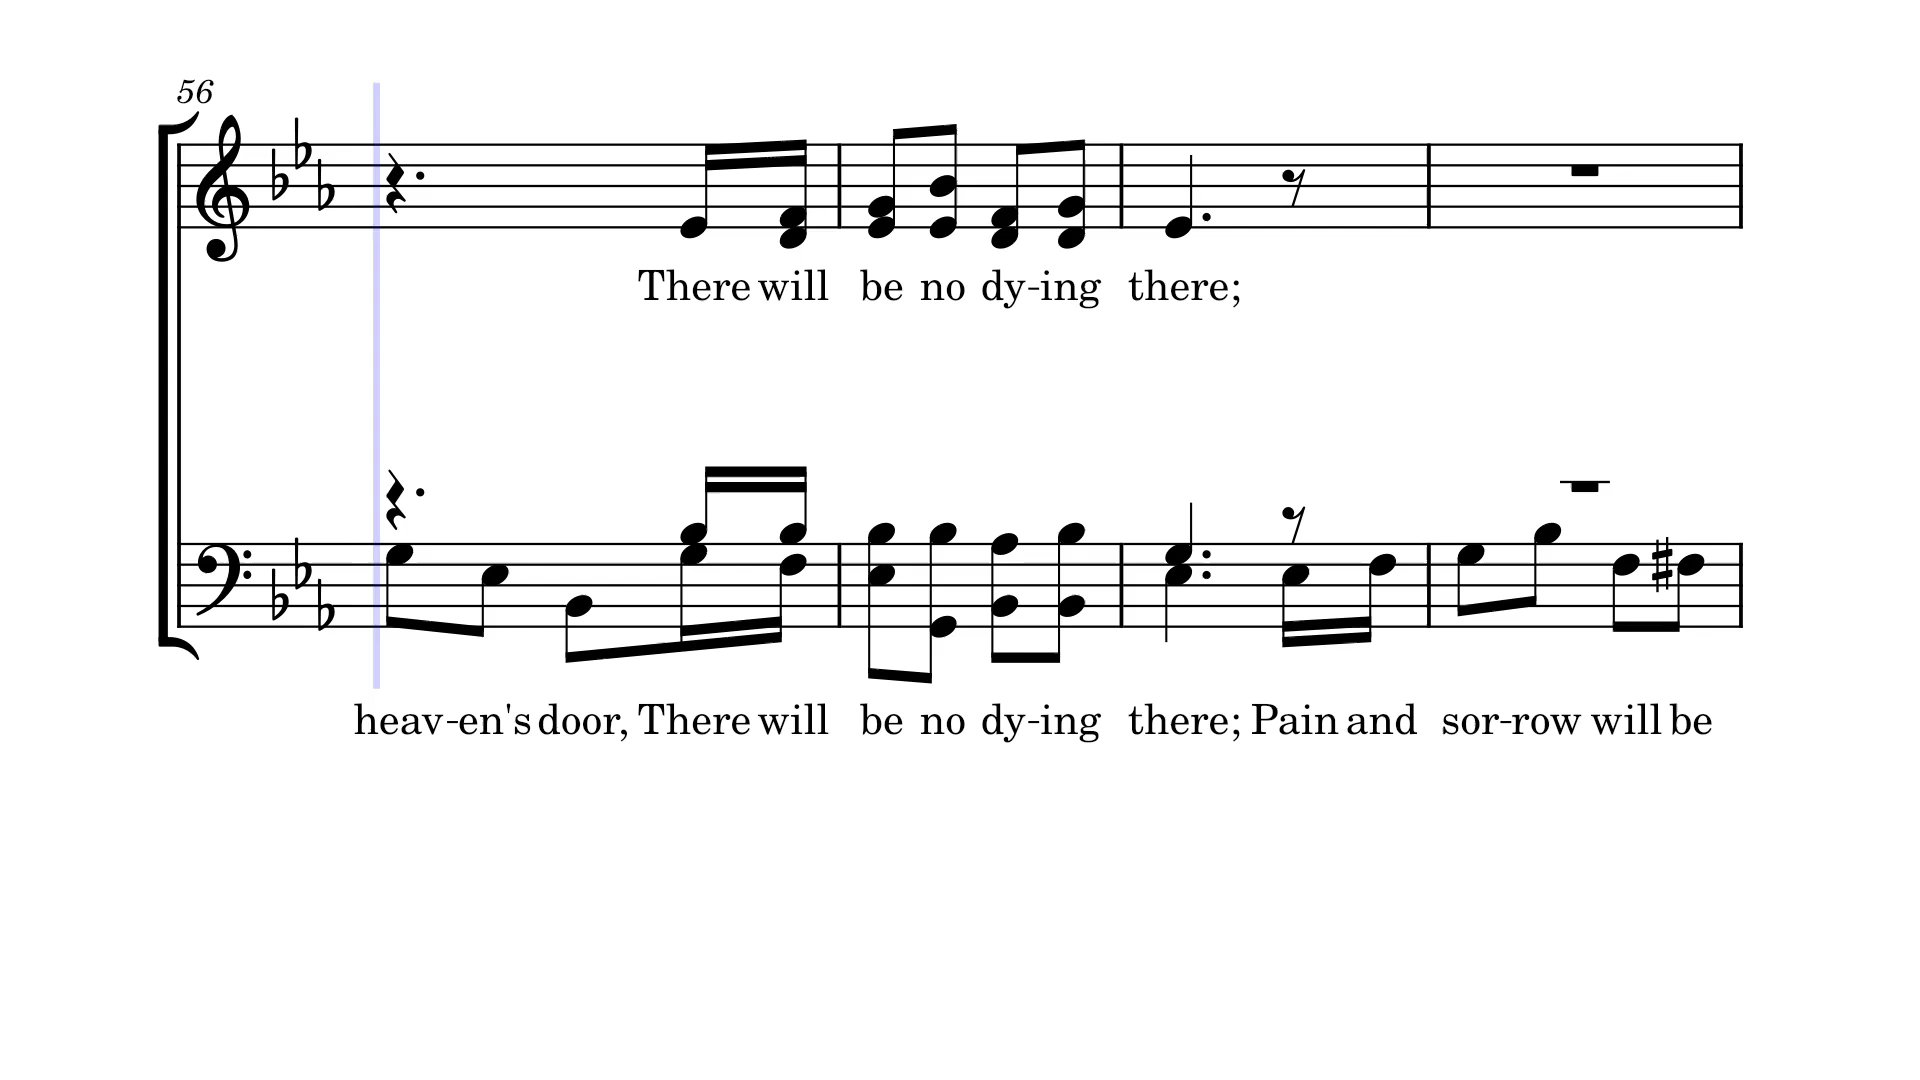 56
There will be no dy-ing there;
heav-en's door, There will be no dy-ing there; Pain and sor-row will be